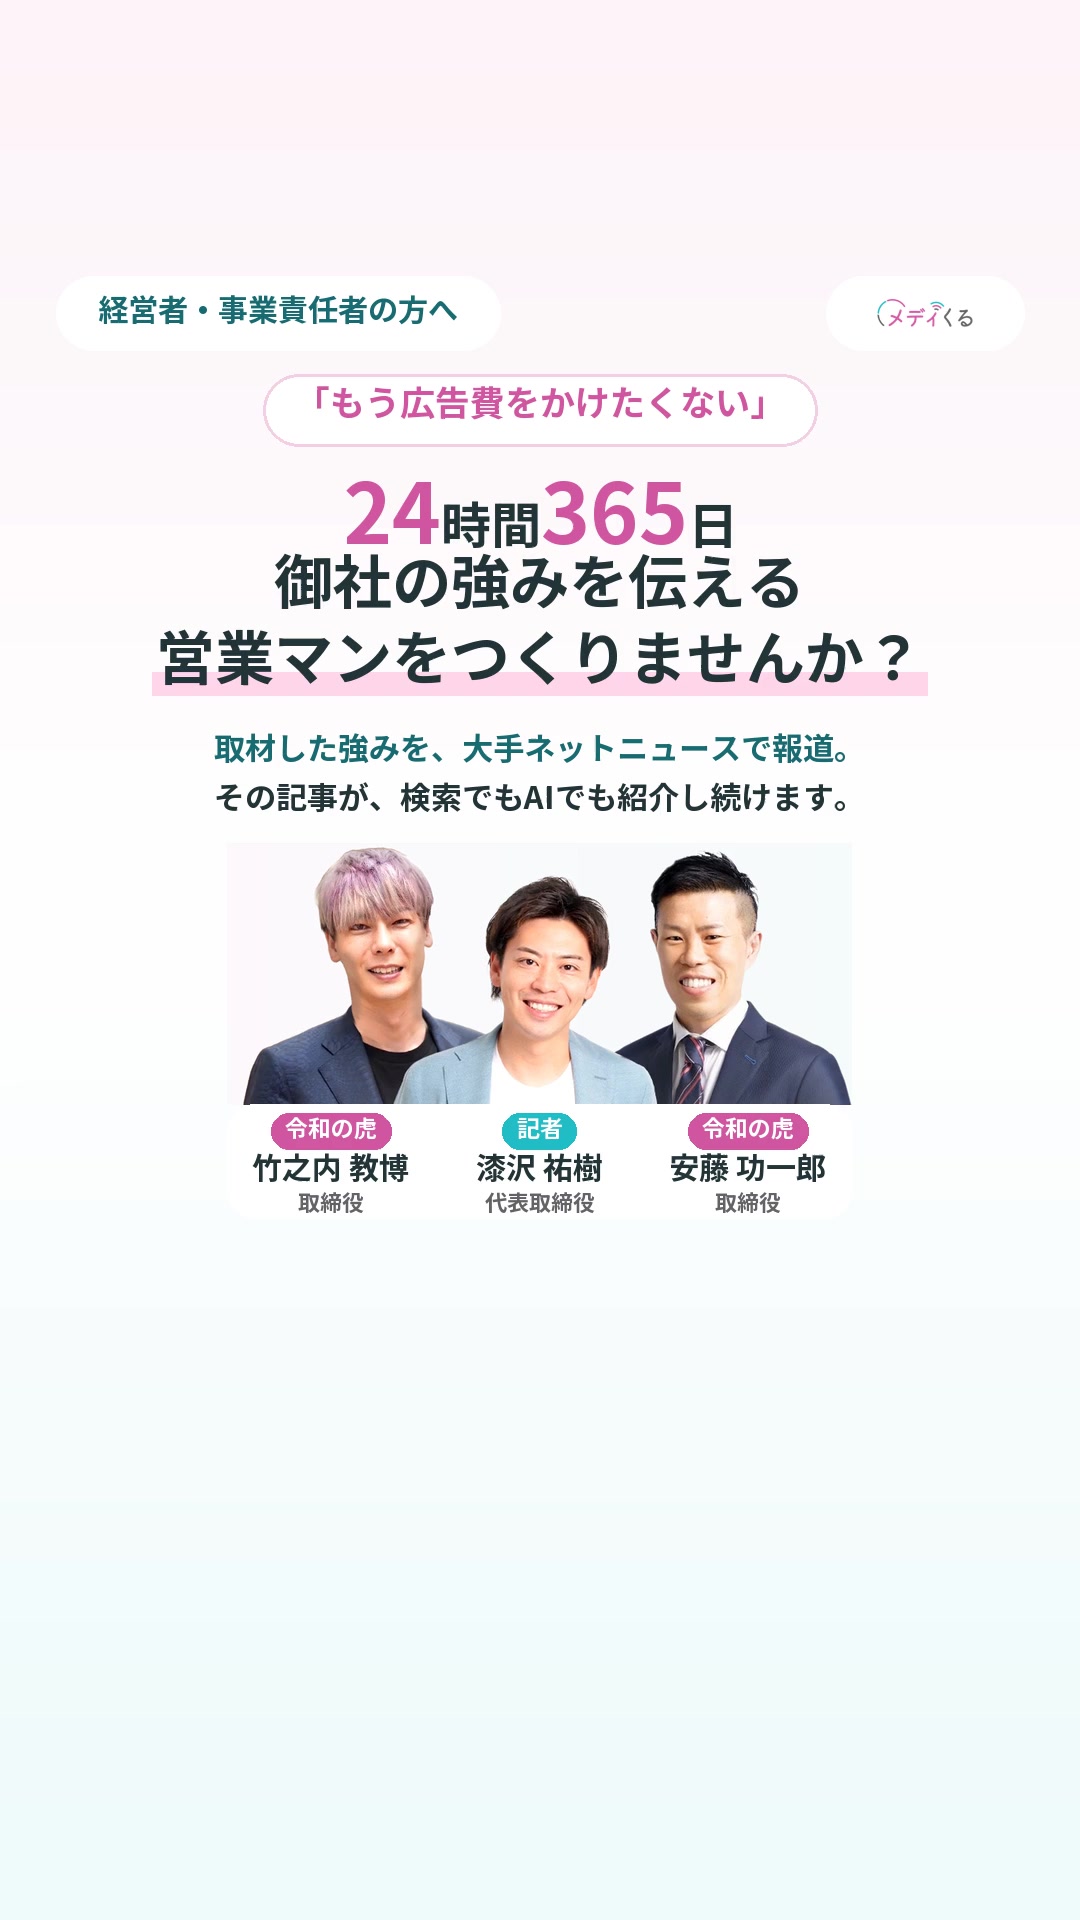 経営者・事業責任者の方へ
メディくる
「もう広告費をかけたくない」
24時間365日
御社の強みを伝える
営業マンをつくりませんか？
取材した強みを、大手ネットニュースで報道。
その記事が、検索でもAIでも紹介し続けます。
令和の虎 記者 令和の虎
竹之内 教博 漆沢 祐樹 安藤 功一郎
取締役 代表取締役 取締役